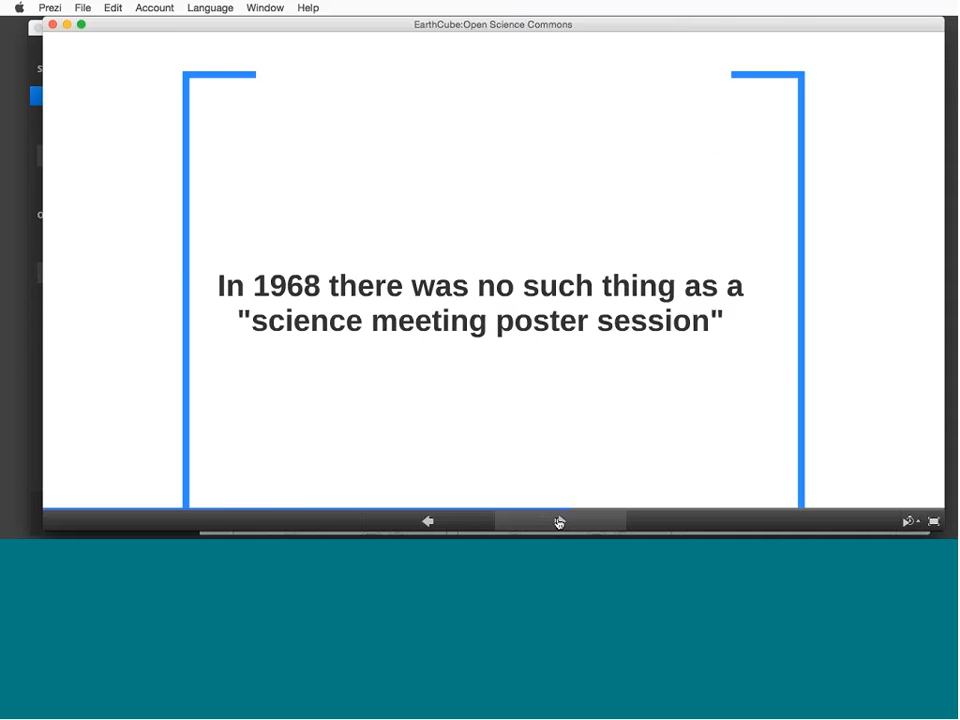 Prezi File Edit Account Language Window Help
EarthCube:Open Science Commons
In 1968 there was no such thing as a
"science meeting poster session"